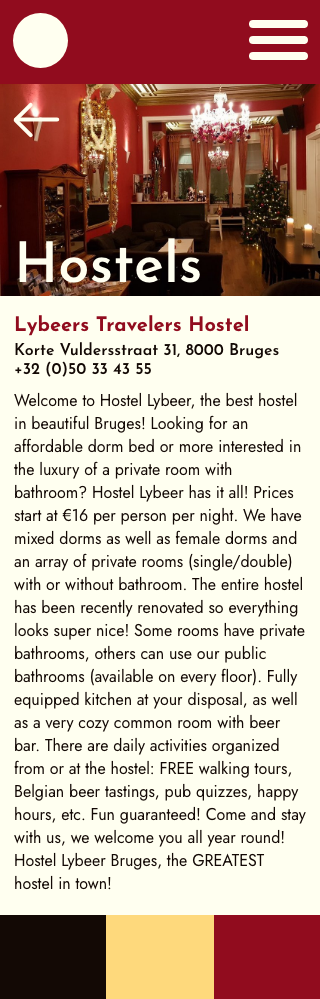 Hostels
Lybeers Travelers Hostel
Korte Vuldersstraat 31, 8000 Bruges
+32 (0)50 33 43 55
Welcome to Hostel Lybeer, the best hostel
in beautiful Bruges! Looking for an
affordable dorm bed or more interested in
the luxury of a private room with
bathroom? Hostel Lybeer has it all! Prices
start at €16 per person per night. We have
mixed dorms as well as female dorms and
an array of private rooms (single/double)
with or without bathroom. The entire hostel
has been recently renovated so everything
looks super nice! Some rooms have private
bathrooms, others can use our public
bathrooms (available on every floor). Fully
equipped kitchen at your disposal, as well
as a very cozy common room with beer
bar. There are daily activities organized
from or at the hostel: FREE walking tours,
Belgian beer tastings, pub quizzes, happy
hours, etc. Fun guaranteed! Come and stay
with us, we welcome you all year round!
Hostel Lybeer Bruges, the GREATEST
hostel in town!